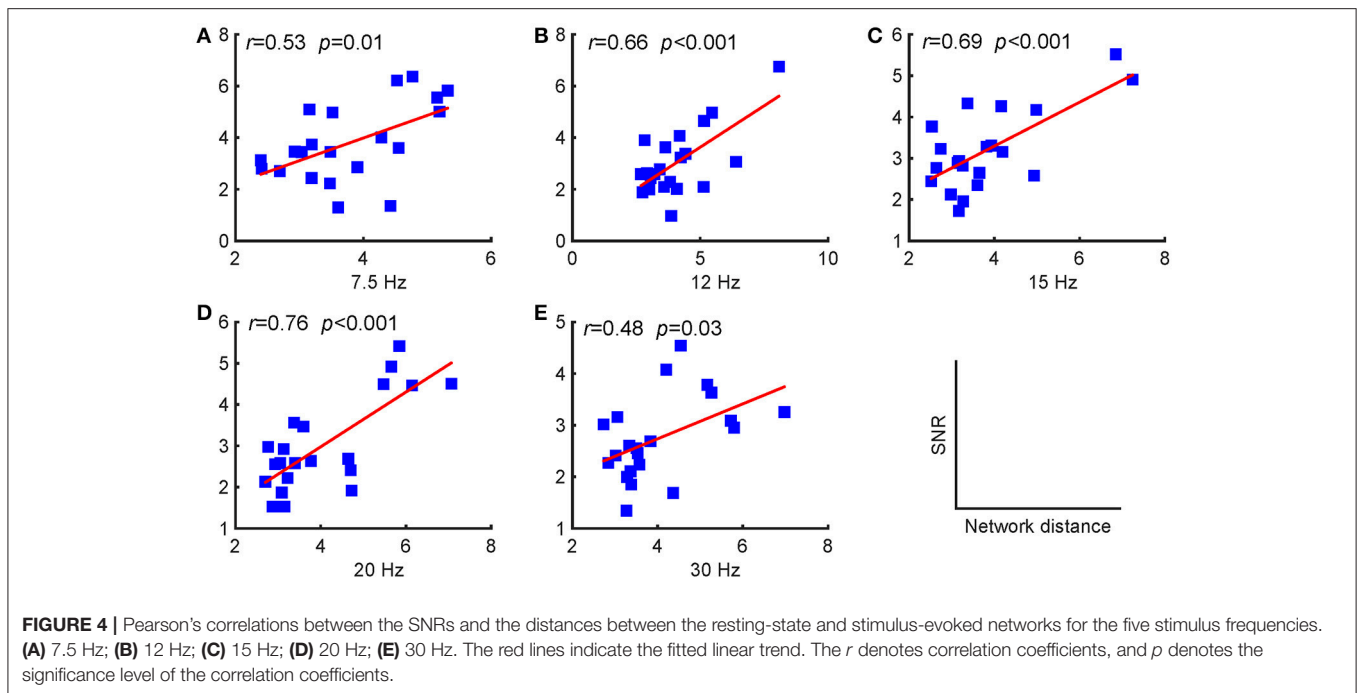 A
r=0.53 p=0.01
8
6
4
2
0
2 4 6
7.5 Hz
B
r=0.66 p<0.001
8
6
4
2
0
0 5 10
12 Hz
C
r=0.69 p<0.001
6
5
4
3
2
1
2 4 6 8
15 Hz
D
r=0.76 p<0.001
6
5
4
3
2
1
2 4 6 8
20 Hz
E
r=0.48 p=0.03
5
4
3
2
1
2 4 6 8
30 Hz
SNR
Network distance
FIGURE 4 | Pearson's correlations between the SNRs and the distances between the resting-state and stimulus-evoked networks for the five stimulus frequencies.
(A) 7.5 Hz; (B) 12 Hz; (C) 15 Hz; (D) 20 Hz; (E) 30 Hz. The red lines indicate the fitted linear trend. The r denotes correlation coefficients, and p denotes the
significance level of the correlation coefficients.